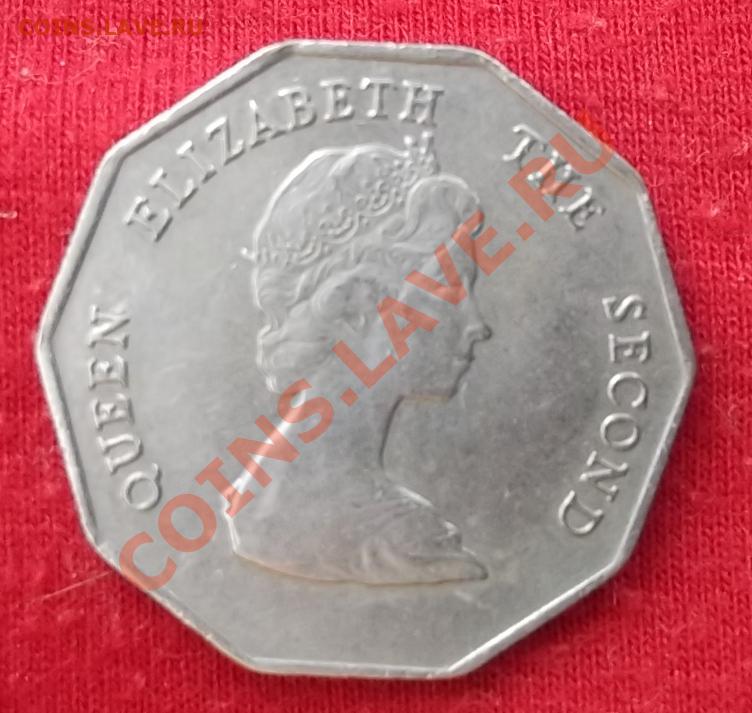 COINS.LAVE.RU
QUEEN ELIZABETH THE SECOND
COINS.LAVE.RU